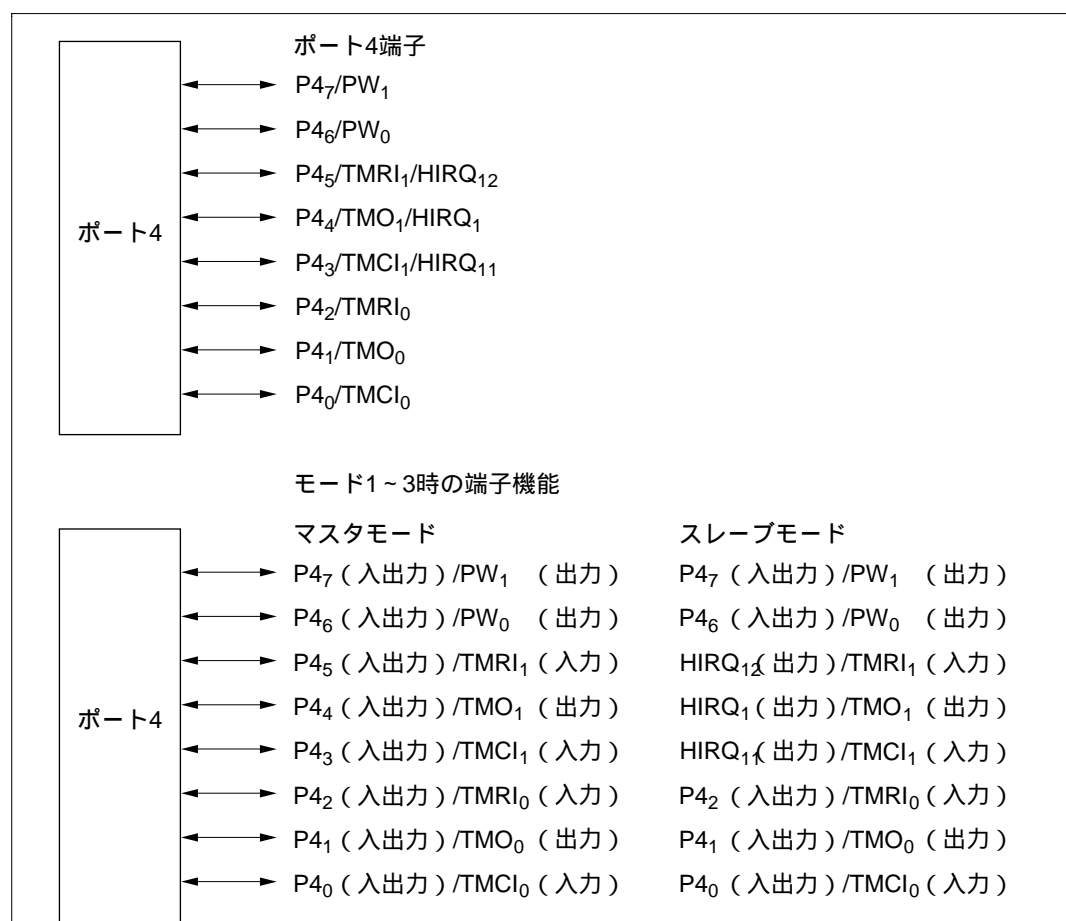 ポート4端子
P4₇/PW₁
P4₆/PW₀
P4₅/TMRI₁/HIRQ₁₂
P4₄/TMO₁/HIRQ₁
P4₃/TMCI₁/HIRQ₁₁
P4₂/TMRI₀
P4₁/TMO₀
P4₀/TMCI₀
ポート4
モード1~3時の端子機能
マスタモード スレーブモード
P4₇(入出力)/PW₁ (出力) P4₇(入出力)/PW₁ (出力)
P4₆(入出力)/PW₀ (出力) P4₆(入出力)/PW₀ (出力)
P4₅(入出力)/TMRI₁(入力) HIRQ₁₂(出力)/TMRI₁(入力)
P4₄(入出力)/TMO₁(出力) HIRQ₁(出力)/TMO₁(出力)
P4₃(入出力)/TMCI₁(入力) HIRQ₁₁(出力)/TMCI₁(入力)
P4₂(入出力)/TMRI₀(入力) P4₂(入出力)/TMRI₀(入力)
P4₁(入出力)/TMO₀(出力) P4₁(入出力)/TMO₀(出力)
P4₀(入出力)/TMCI₀(入力) P4₀(入出力)/TMCI₀(入力)
ポート4